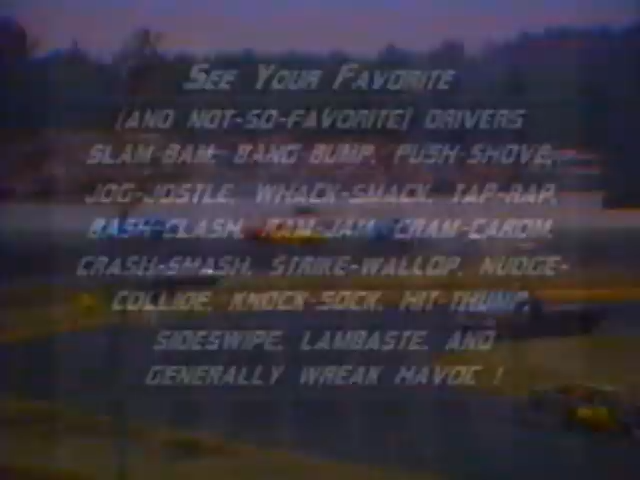 SEE YOUR FAVORITE
(AND NOT-SO-FAVORITE) DRIVERS
SLAM-BAM, BANG-BUMP, PUSH-SHOVE,
JOG-JOSTLE, WHACK-SMACK, TAP-RAP,
BASH-CLASH, RAM-JAM, CRAM-CAROM,
CRASH-SMASH, STRIKE-WALLOP, NUDGE-
COLLIDE, KNOCK-SOCK, HIT-THUMP,
SIDESWIPE, LAMBASTE, AND
GENERALLY WREAK HAVOC !